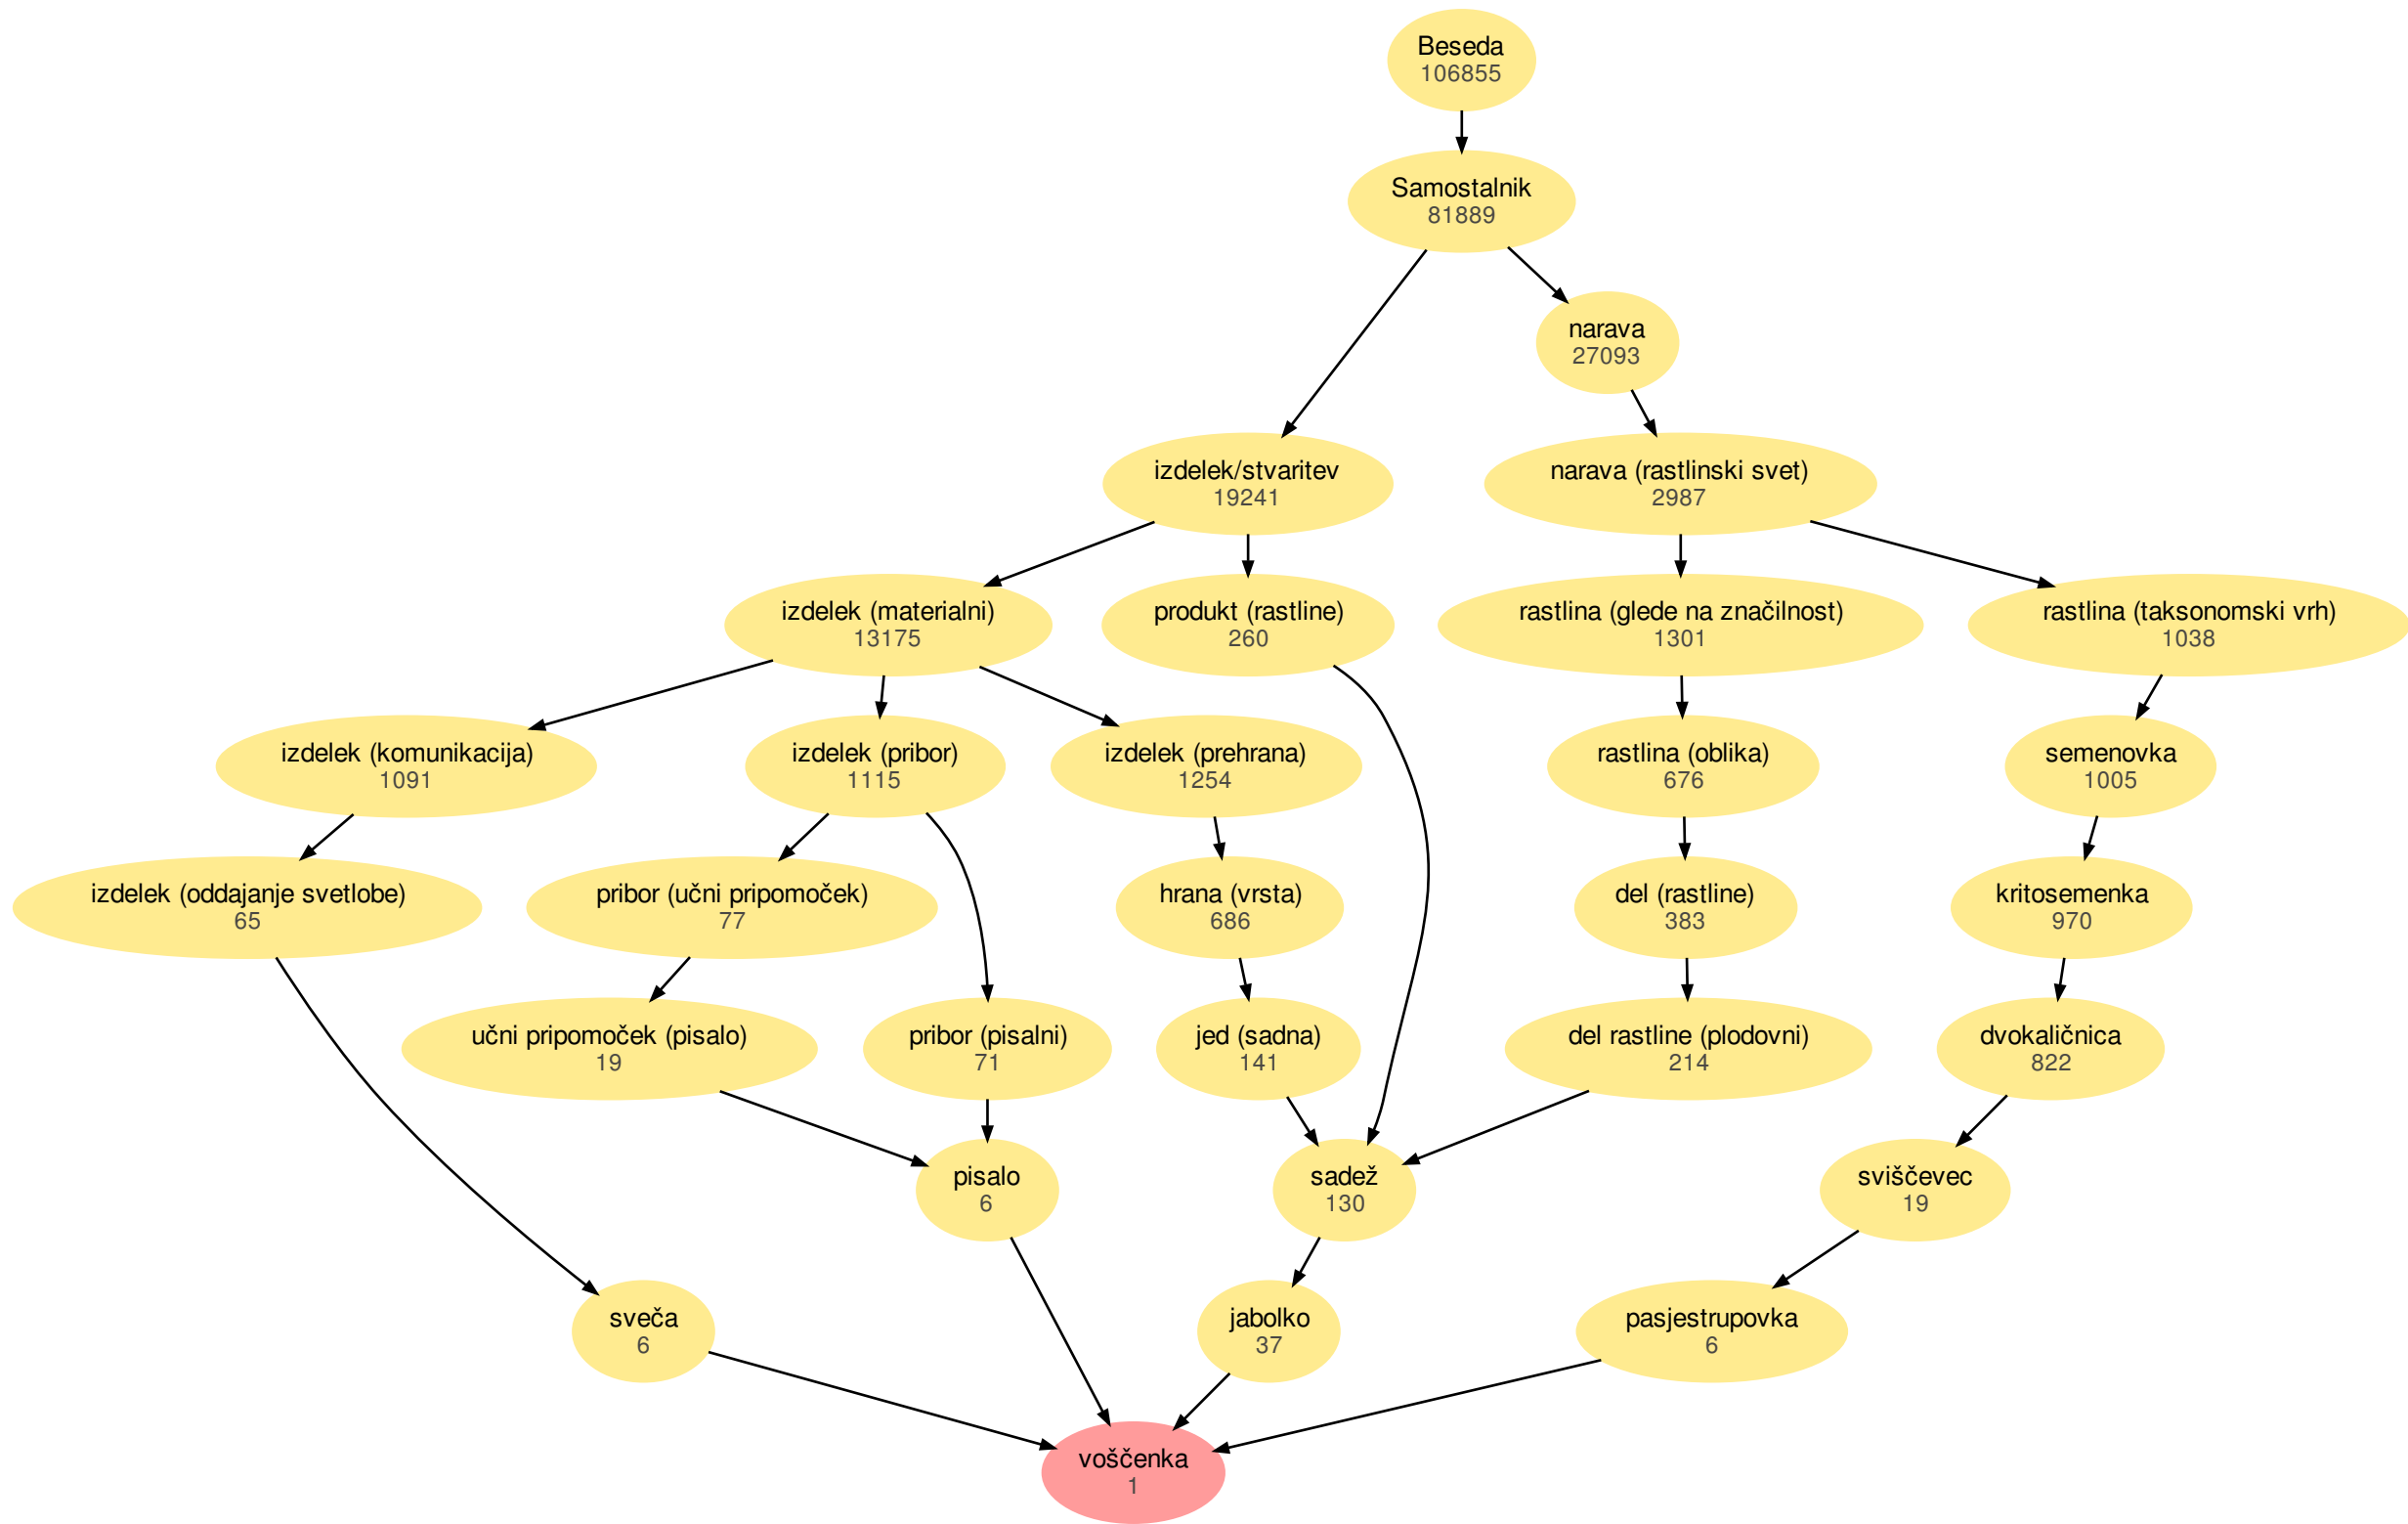 Beseda
106855
Samostalnik
81889
narava
27093
izdelek/stvaritev
19241
narava (rastlinski svet)
2987
izdelek (materialni)
13175
produkt (rastline)
260
rastlina (glede na značilnost)
1301
rastlina (taksonomski vrh)
1038
izdelek (komunikacija)
1091
izdelek (pribor)
1115
izdelek (prehrana)
1254
rastlina (oblika)
676
semenovka
1005
izdelek (oddajanje svetlobe)
65
pribor (učni pripomoček)
77
hrana (vrsta)
686
del (rastline)
383
kritosemenka
970
učni pripomoček (pisalo)
19
pribor (pisalni)
71
jed (sadna)
141
del rastline (plodovni)
214
dvokaličnica
822
pisalo
6
sadež
130
sviščevec
19
sveča
6
jabolko
37
pasjestrupovka
6
voščenka
1